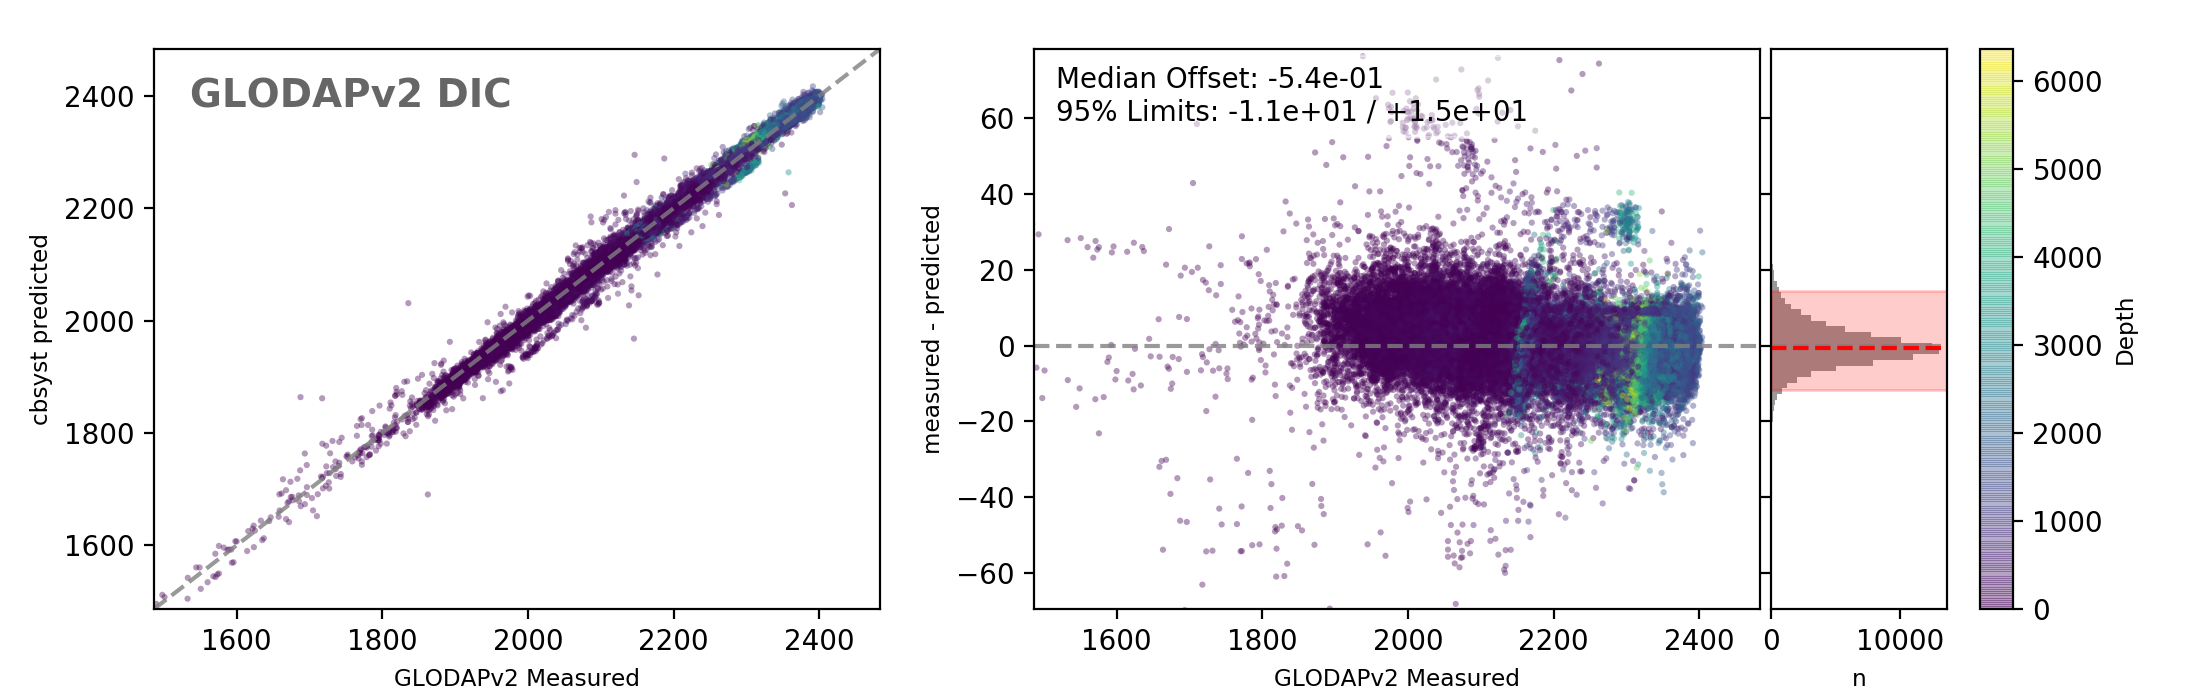 GLODAPv2 DIC
2400
2200
2000
1800
1600
cbsyst predicted
1600 1800 2000 2200 2400
GLODAPv2 Measured
Median Offset: -5.4e-01
95% Limits: -1.1e+01 / +1.5e+01
60
40
20
0
−20
−40
−60
measured - predicted
1600 1800 2000 2200 2400
GLODAPv2 Measured
0 10000
n
6000
5000
4000
3000
2000
1000
0
Depth